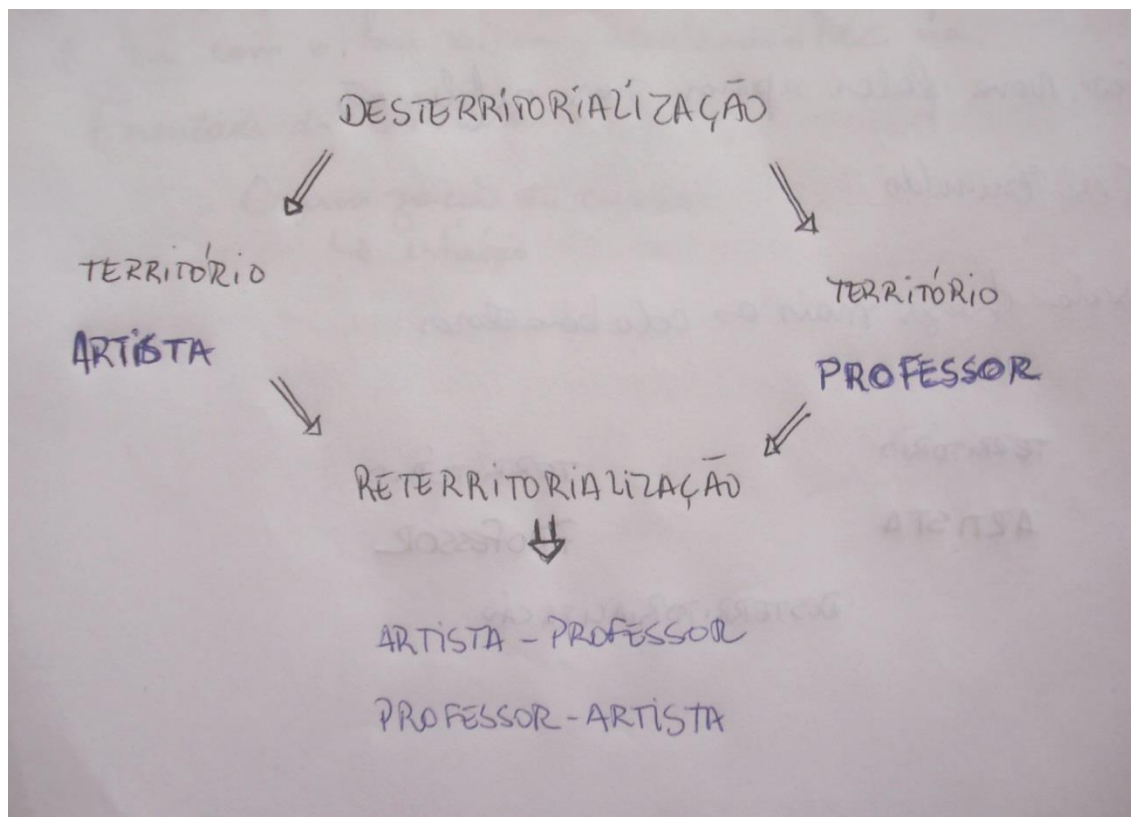 DESTERRITORIALIZAÇÃO
TERRITÓRIO
ARTISTA
TERRITÓRIO
PROFESSOR
RETERRITORIALIZAÇÃO
ARTISTA - PROFESSOR
PROFESSOR - ARTISTA